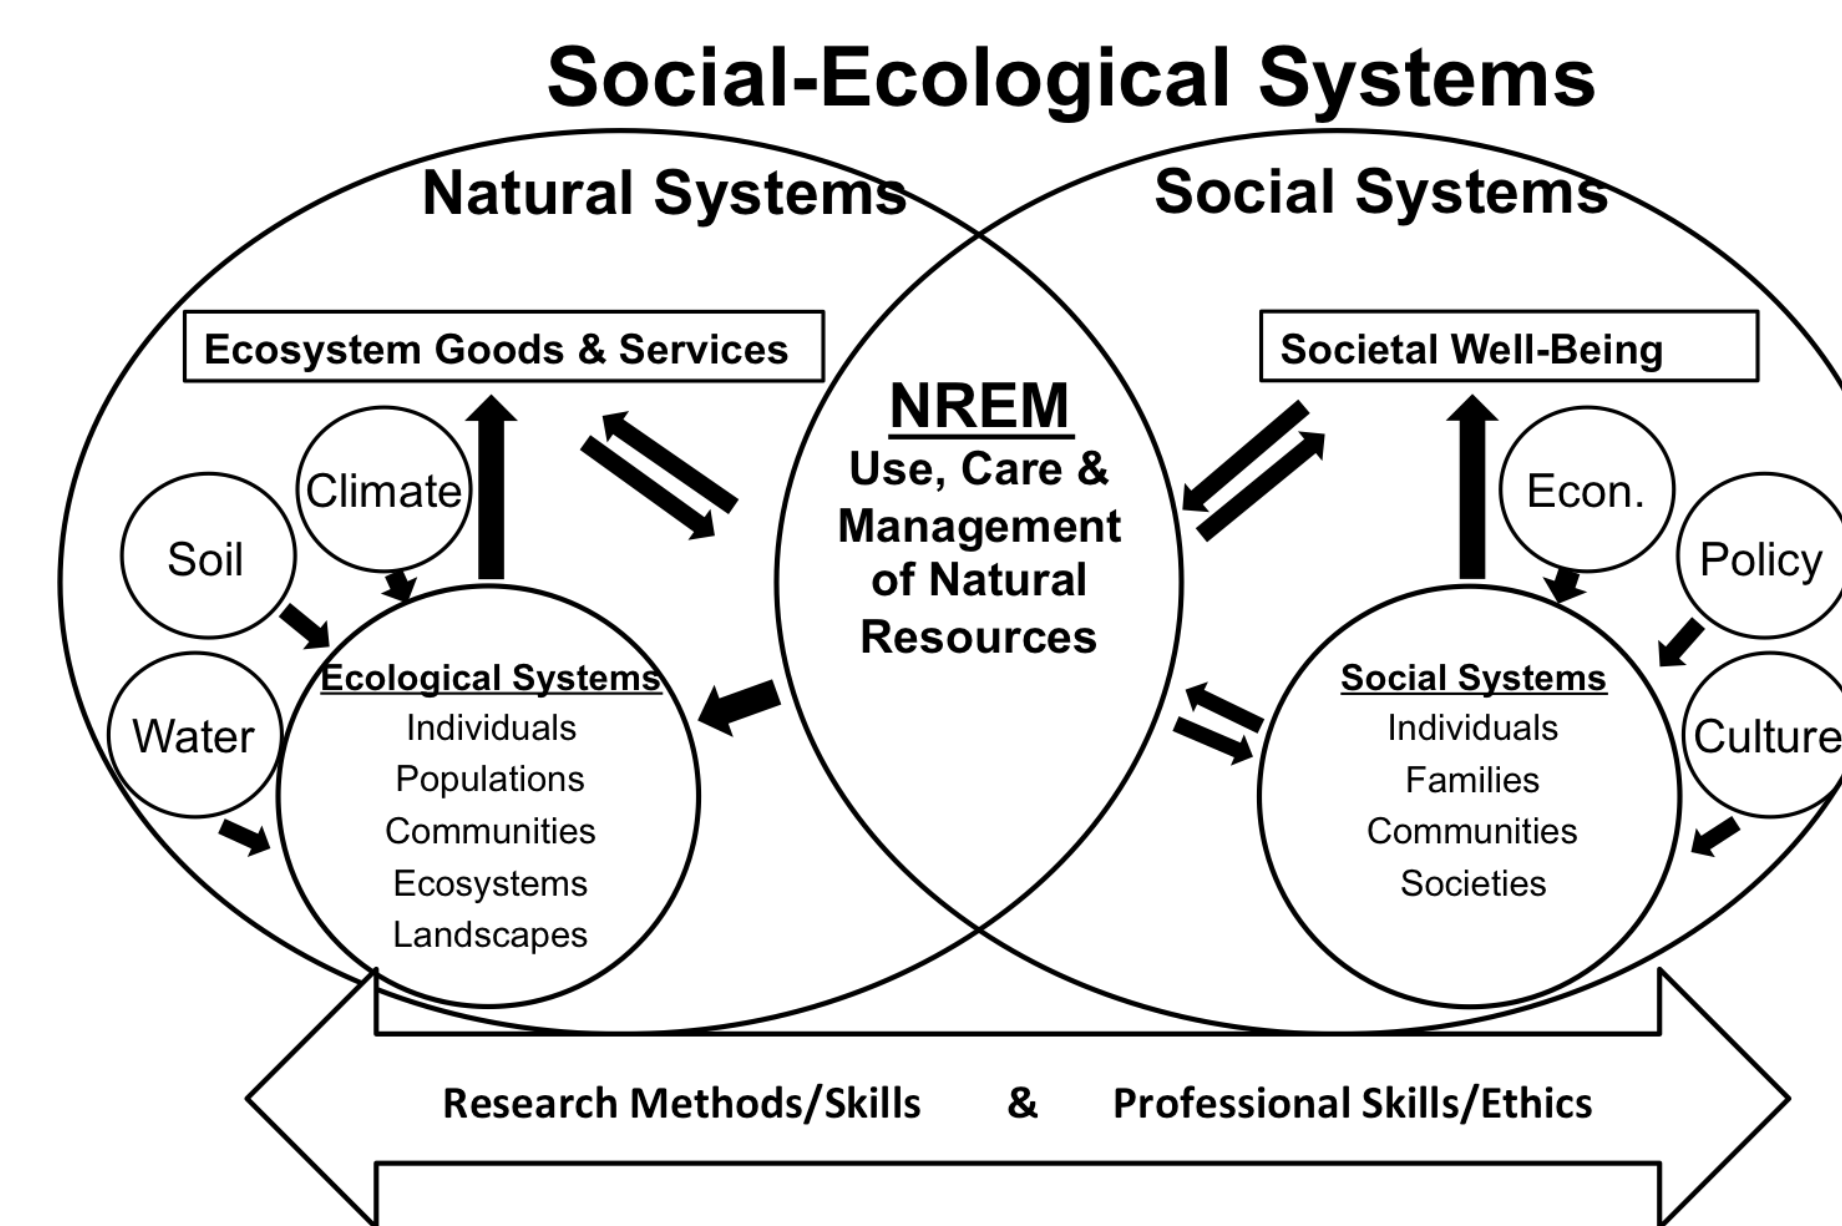 Social-Ecological Systems
Natural Systems
Social Systems
Ecosystem Goods & Services
Societal Well-Being
NREM
Use, Care &
Management
of Natural
Resources
Climate
Soil
Water
Econ.
Policy
Culture
Ecological Systems
Individuals
Populations
Communities
Ecosystems
Landscapes
Social Systems
Individuals
Families
Communities
Societies
Research Methods/Skills & Professional Skills/Ethics